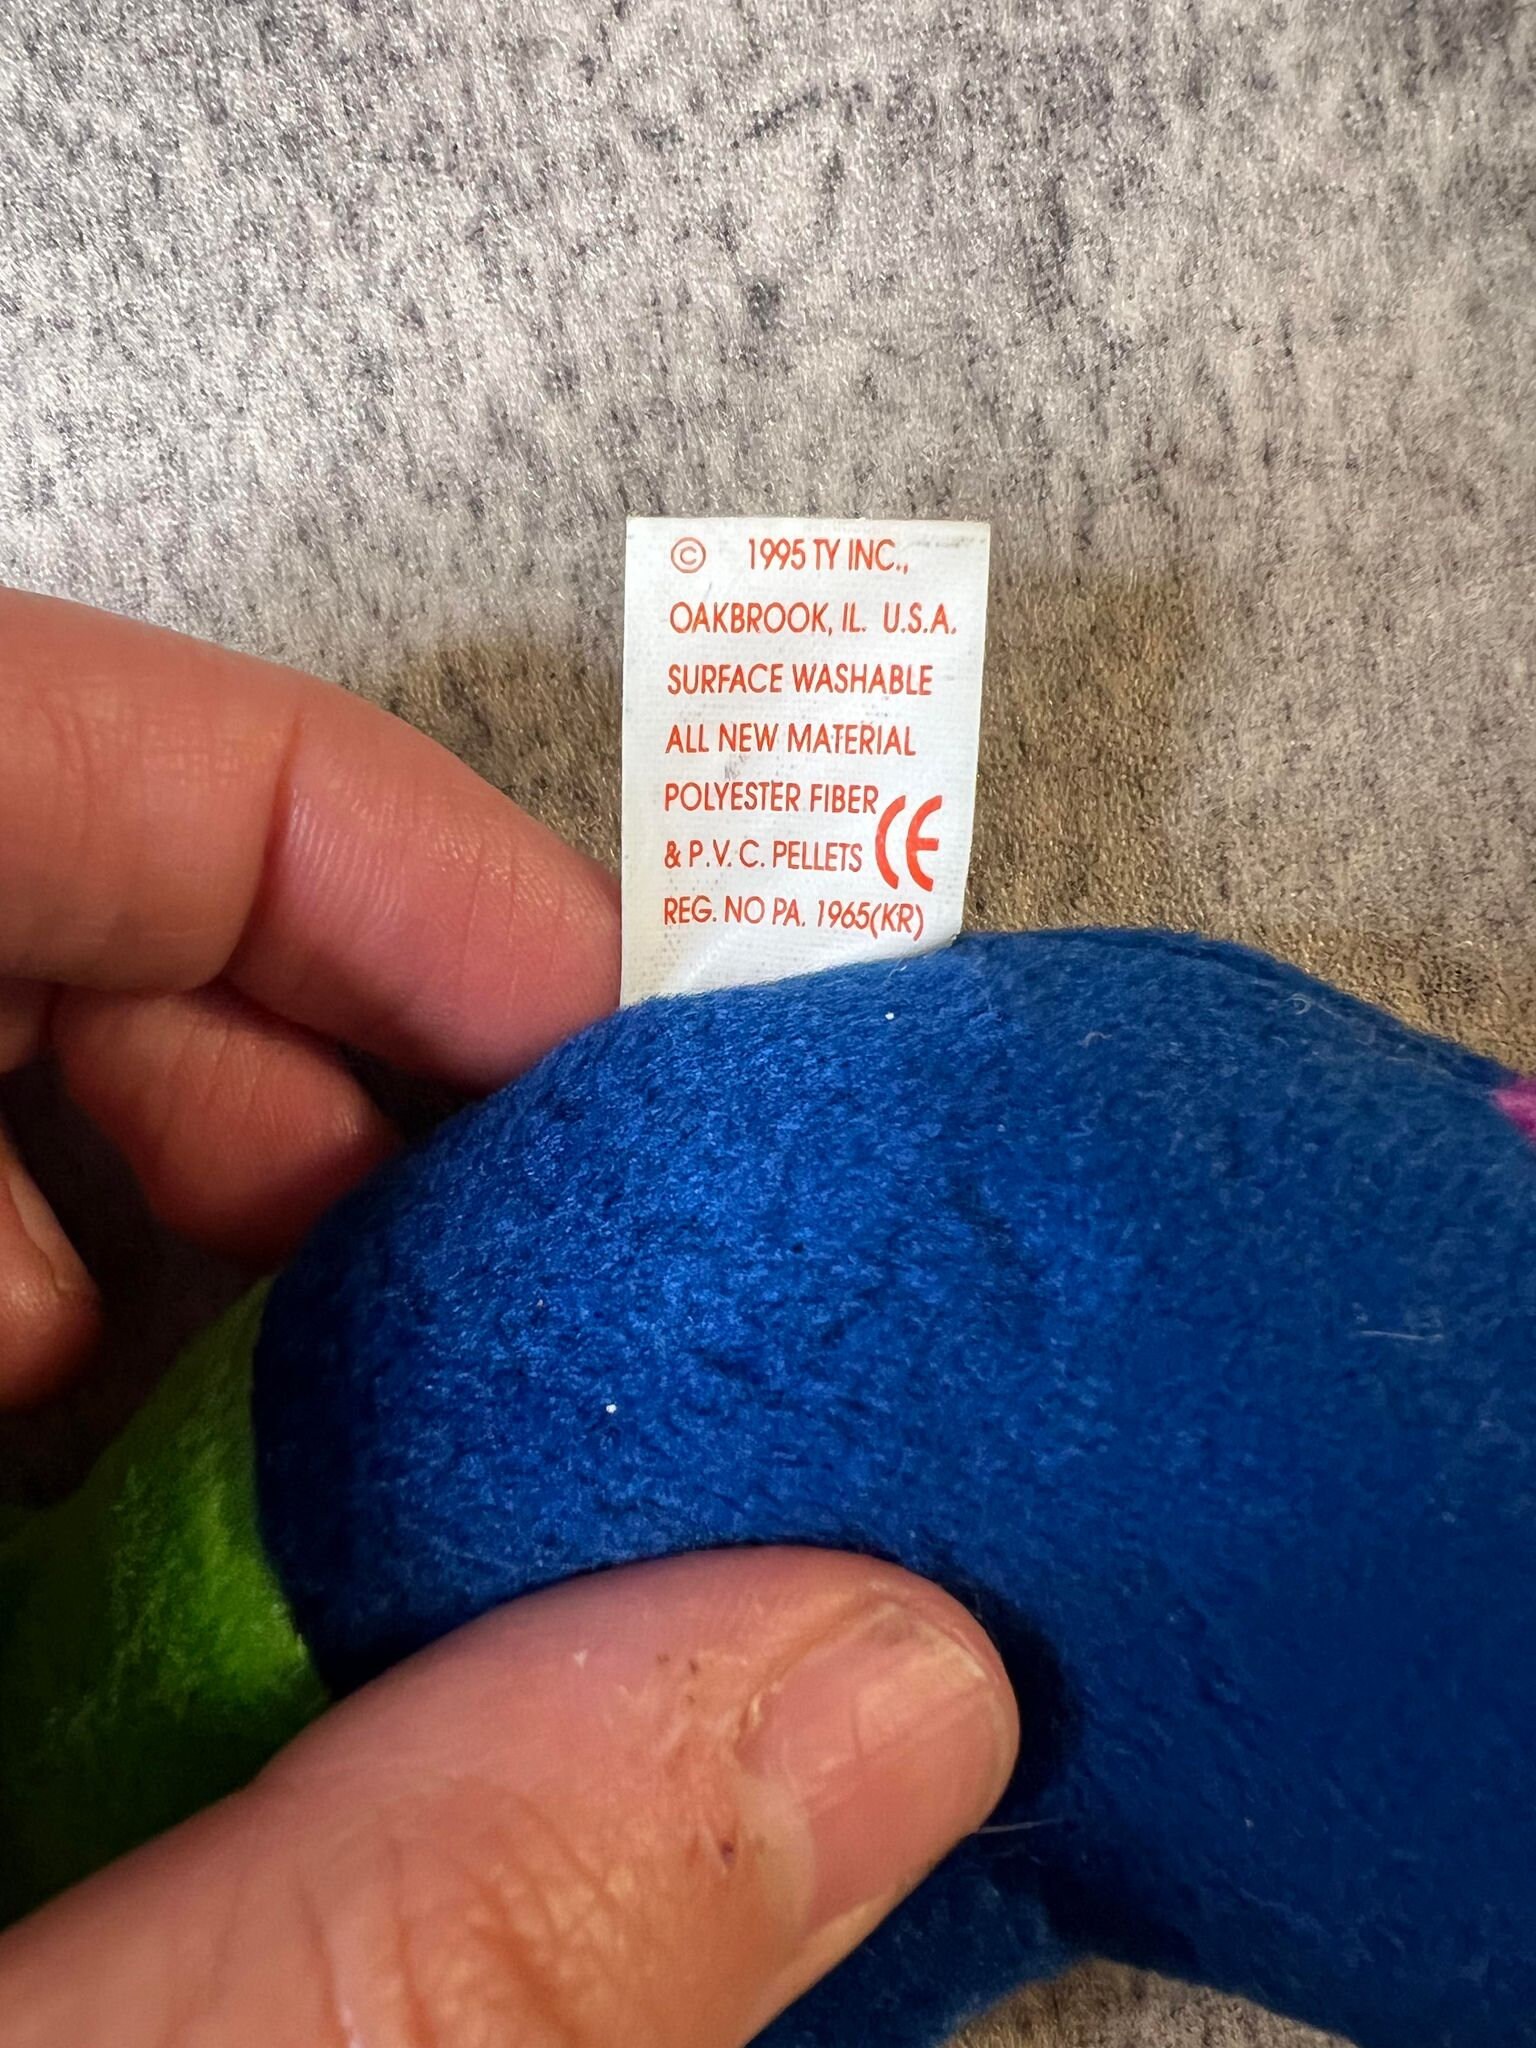 © 1995 TY INC.,
OAKBROOK, IL. U.S.A.
SURFACE WASHABLE
ALL NEW MATERIAL
POLYESTER FIBER
& P.V.C. PELLETS CE
REG. NO PA. 1965(KR)